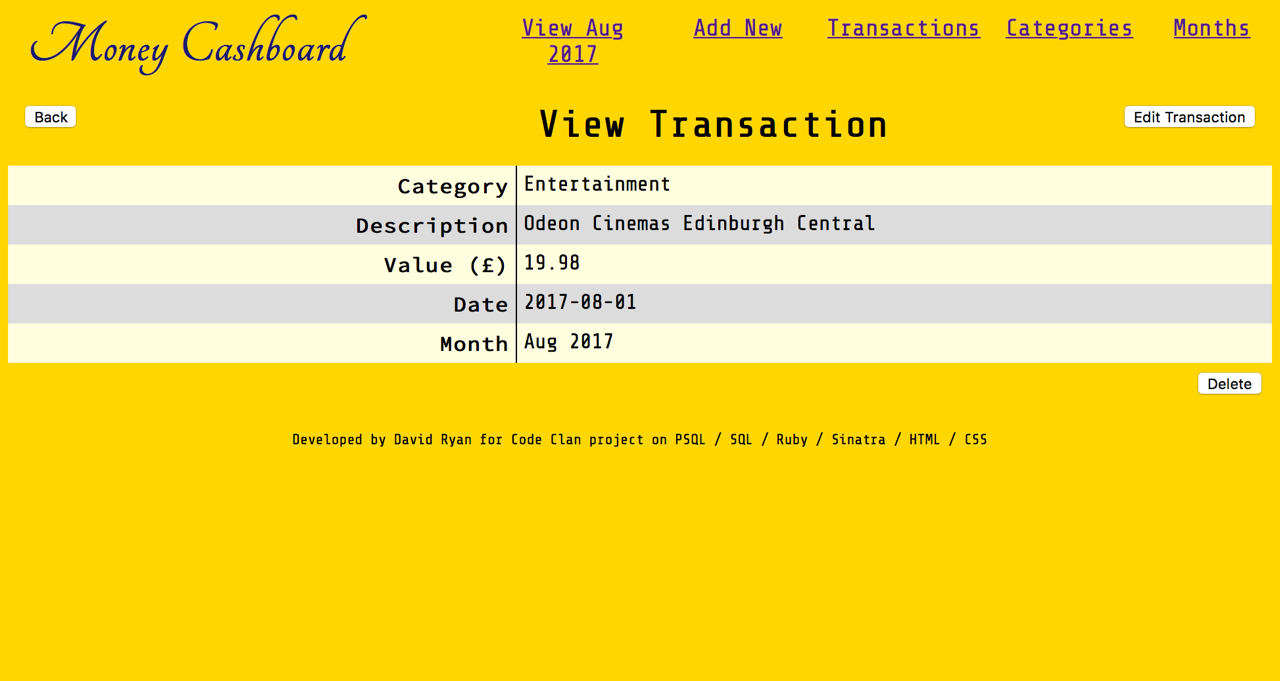 Money Cashboard
View Aug
2017
Add New
Transactions
Categories
Months
Back
View Transaction
Edit Transaction
Category Entertainment
Description Odeon Cinemas Edinburgh Central
Value (£) 19.98
Date 2017-08-01
Month Aug 2017
Delete
Developed by David Ryan for Code Clan project on PSQL / SQL / Ruby / Sinatra / HTML / CSS